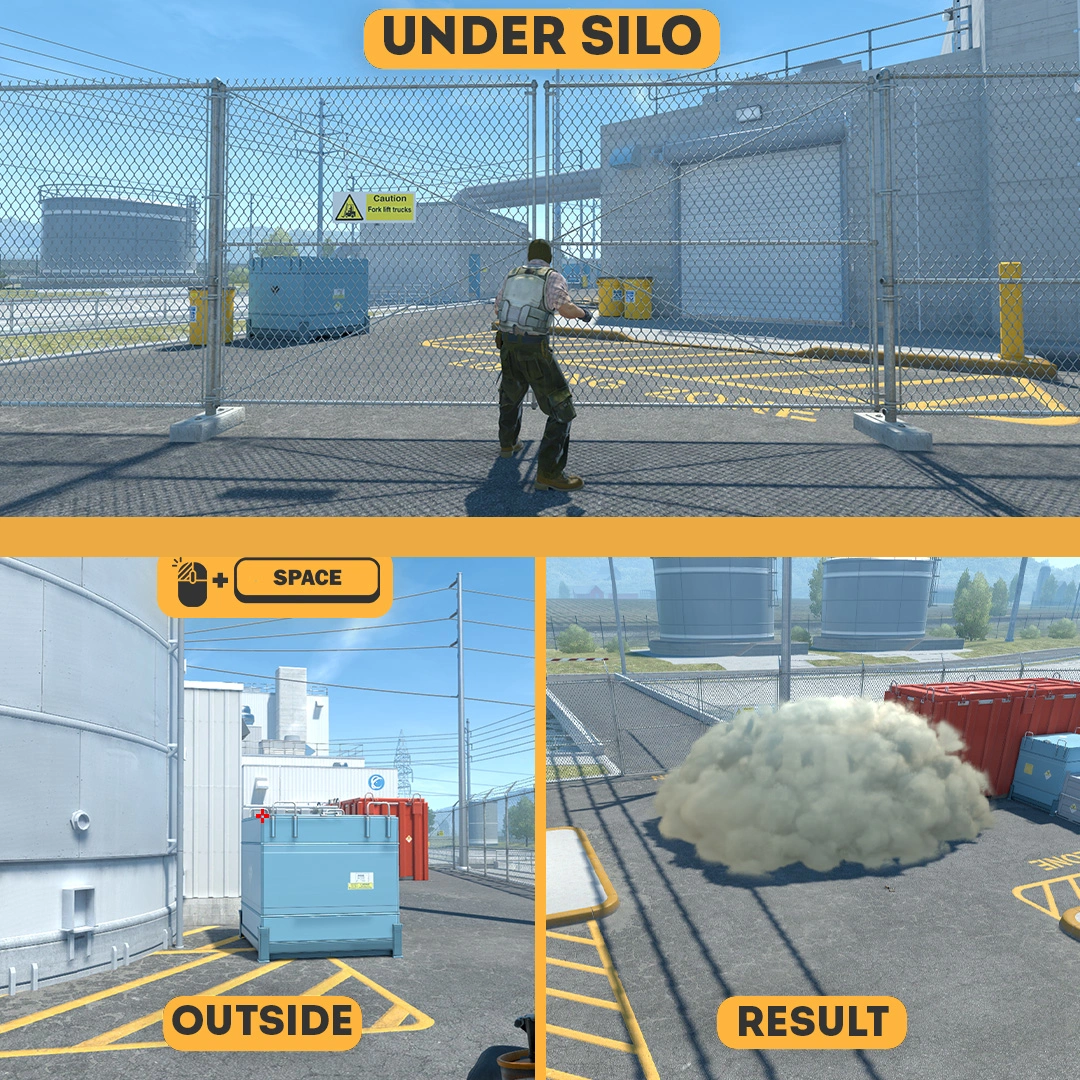 UNDER SILO
Caution
Fork lift trucks
+ SPACE
OUTSIDE
RESULT